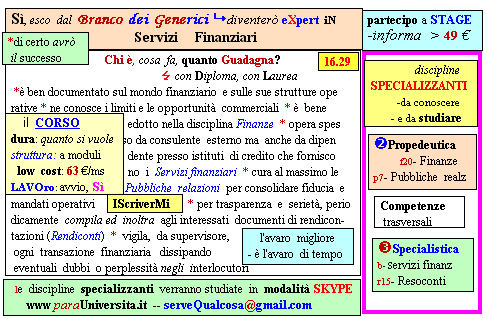 Sì, esco dal Branco dei Generici ↳diventerò eXpert iN
Servizi Finanziari
partecipo a STAGE
-informa > 49 €
*di certo avrò
il successo
Chi è, cosa fa, quanto Guadagna?
con Diploma, con Laurea
16.29
*è ben documentato sul mondo finanziario e sulle sue strutture ope
rative * ne conosce i limiti e le opportunità commerciali * è bene
edotto nella disciplina Finanze * opera spes
so da consulente esterno ma anche da dipen
dente presso istituti di credito che fornisco
no i Servizi finanziari * cura al massimo le
Pubbliche relazioni per consolidare fiducia e
mandati operativi
* per trasparenza e serietà, perio
dicamente compila ed inoltra agli interessati documenti di rendicon-
tazioni (Rendiconti) * vigila, da supervisore,
ogni transazione finanziaria dissipando
eventuali dubbi o perplessità negli interlocutori
il CORSO
dura: quanto si vuole
struttura: a moduli
low cost: 63 €/ms
LAVOro: avvio, Sì
IScriverMi
l'avaro migliore
- è l'avaro di tempo
disciplina
SPECIALIZZANTI
-da conoscere
- e da studiare
❷Propedeutica
f20- Finanze
p7- Pubbliche realz
Competenze
trasversali
❸Specialistica
b- Servizi finanz
r15- Resoconti
le discipline specializzanti verranno studiate in modalità SKYPE
www.paraUniversita.it -- serveQualcosa@gmail.com